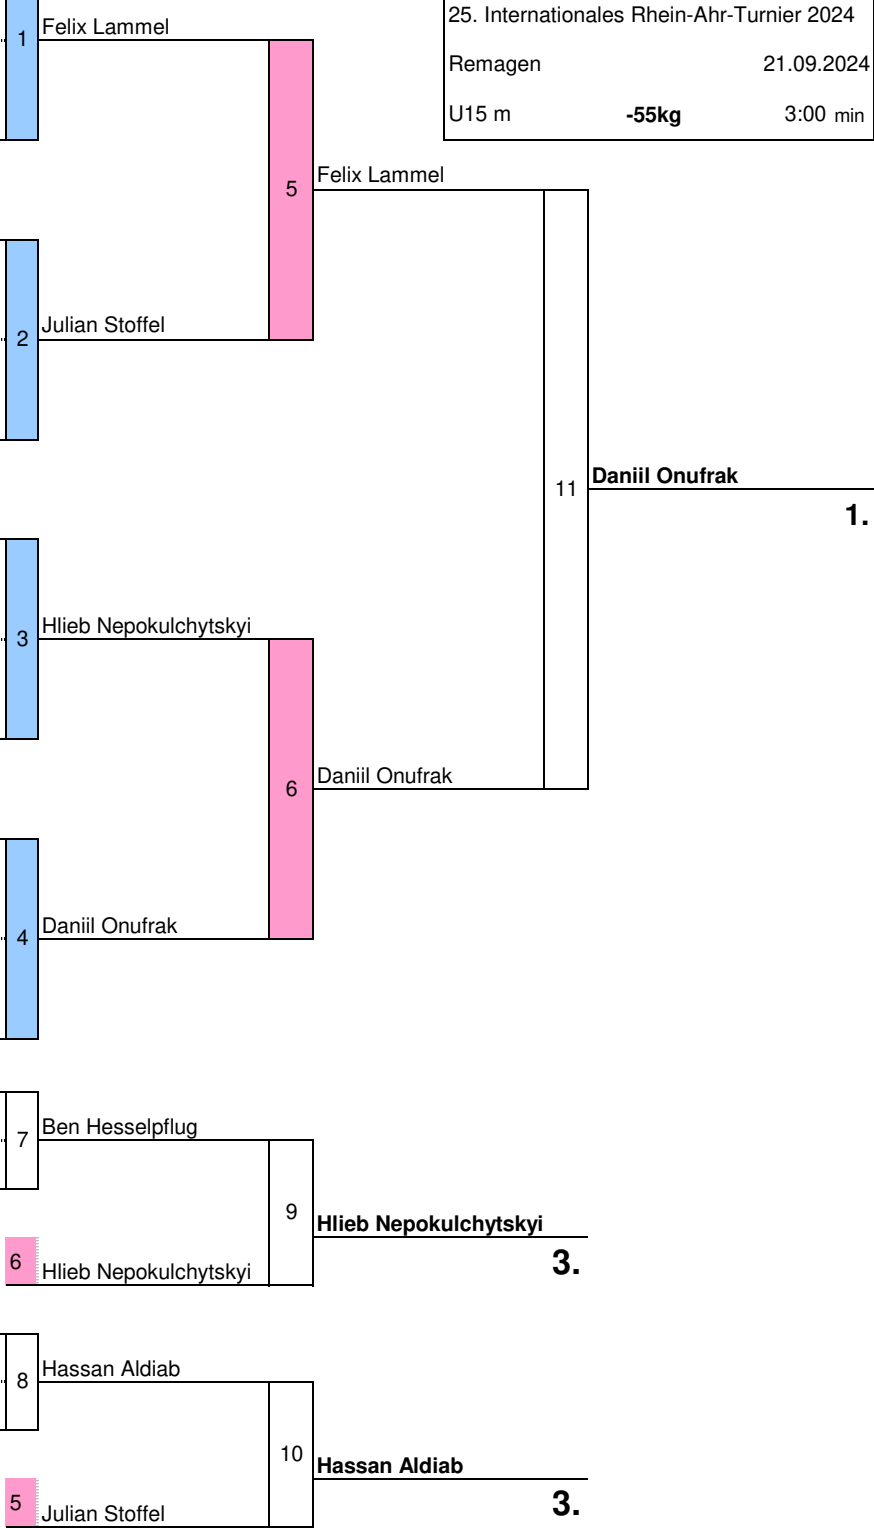 25. Internationales Rhein-Ahr-Turnier 2024
Remagen 21.09.2024
U15 m -55kg 3:00 min
1 Felix Lammel
5 Felix Lammel
2 Julian Stoffel
11 Daniil Onufrak
1.
3 Hlieb Nepokulchytskyi
6 Daniil Onufrak
4 Daniil Onufrak
7 Ben Hesselpflug
9 Hlieb Nepokulchytskyi
3.
6 Hlieb Nepokulchytskyi
8 Hassan Aldiab
10 Hassan Aldiab
3.
5 Julian Stoffel